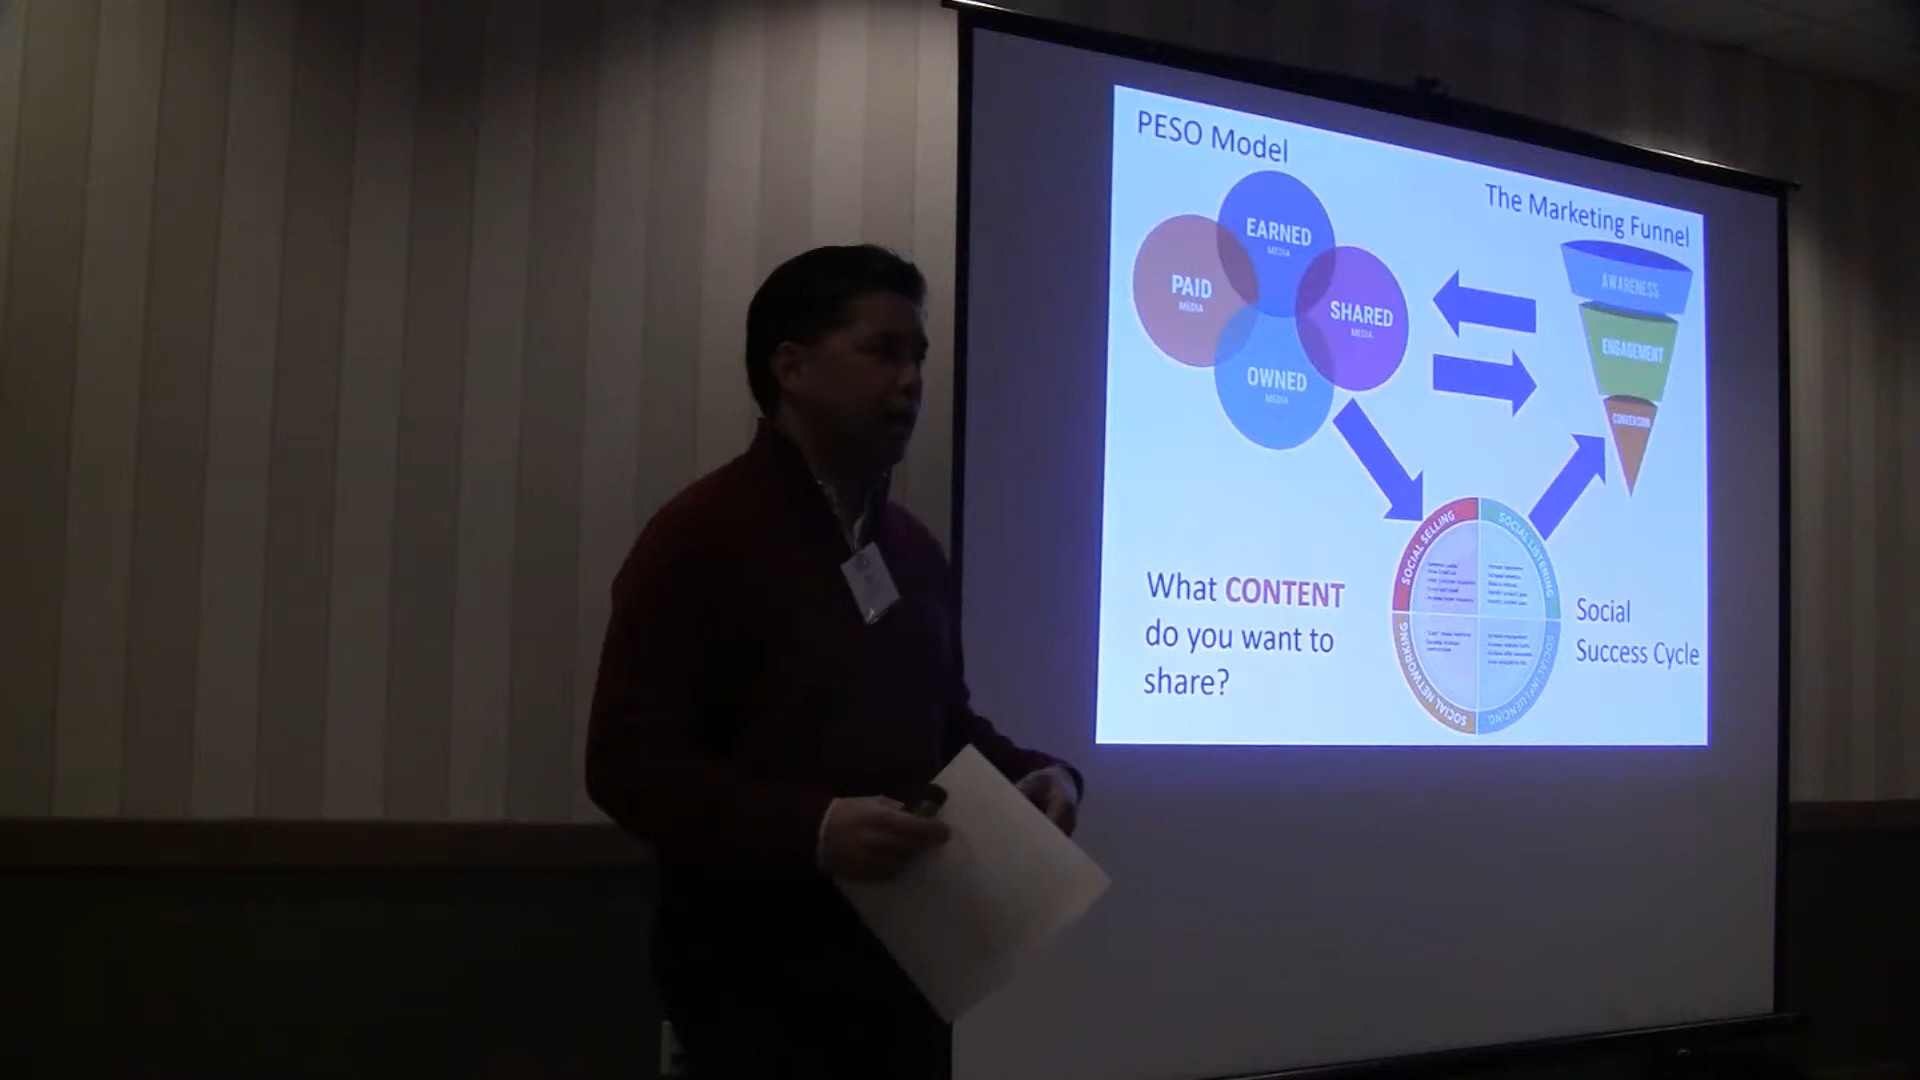 PESO Model
The Marketing Funnel
EARNED
MEDIA
PAID
MEDIA
SHARED
MEDIA
OWNED
MEDIA
AWARENESS
ENGAGEMENT
CONVERSION
What CONTENT
do you want to
share?
SOCIAL SELLING
SOCIAL LISTENING
SOCIAL NETWORKING
SOCIAL INFLUENCING
Social
Success Cycle